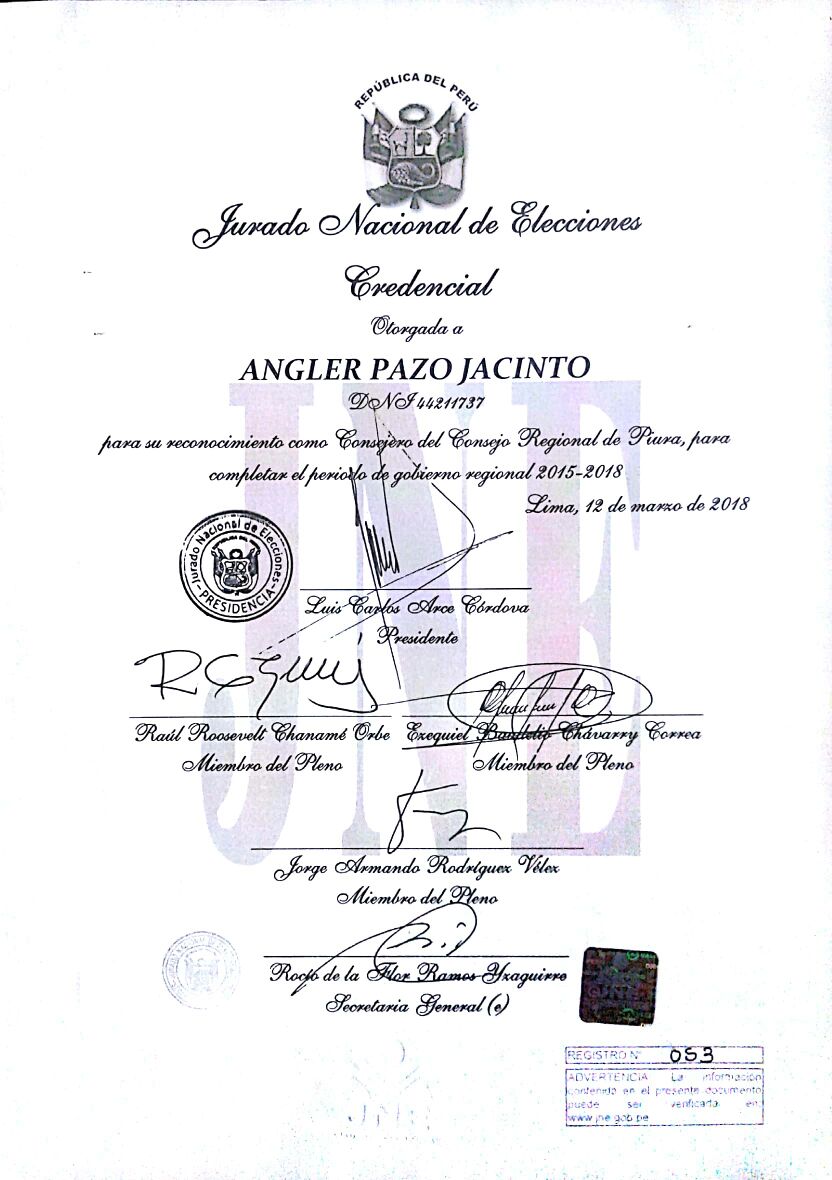 REPÚBLICA DEL PERÚ
Jurado Nacional de Elecciones
Credencial
Otorgada a
ANGLER PAZO JACINTO
DNI 44211737
para su reconocimiento como Consejero del Consejo Regional de Piura, para
completar el periodo de gobierno regional 2015-2018
Lima, 12 de marzo de 2018
Jurado Nacional de Elecciones
PRESIDENCIA
JNE
Luis Carlos Arce Córdova
Presidente
Raúl Roosevelt Chanamé Orbe
Miembro del Pleno
Ezequiel Baudelio Chávarry Correa
Miembro del Pleno
Jorge Armando Rodríguez Vélez
Miembro del Pleno
Rocío de la Flor Ramos Yzaguirre
Secretaria General (e)
REGISTRO N° 053
ADVERTENCIA La información
contenida en el presente documento
puede ser verificada en:
www.jne.gob.pe